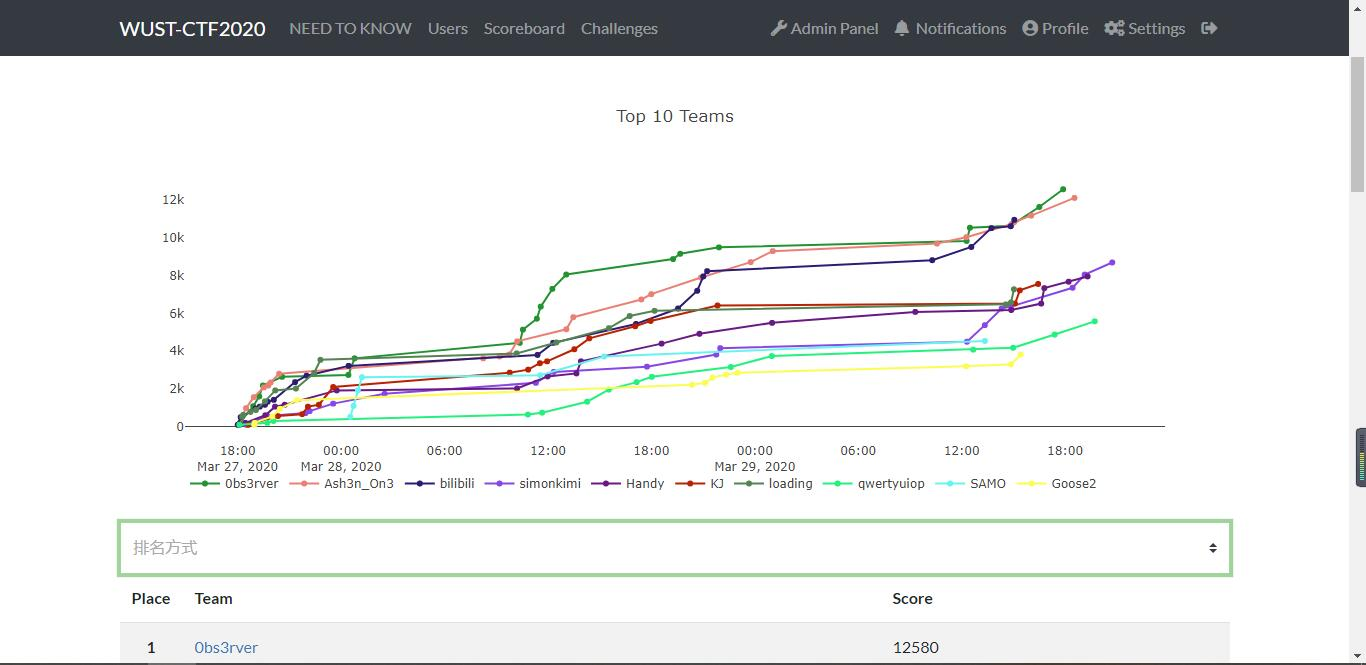 WUST-CTF2020 NEED TO KNOW Users Scoreboard Challenges Admin Panel Notifications Profile Settings
Top 10 Teams
12k
10k
8k
6k
4k
2k
0
18:00 00:00 06:00 12:00 18:00 00:00 06:00 12:00 18:00
Mar 27, 2020 Mar 28, 2020 Mar 29, 2020
0bs3rver Ash3n_On3 bilibili simonkimi Handy KJ loading qwertyuiop SAMO Goose2
排名方式
Place Team Score
1 0bs3rver 12580